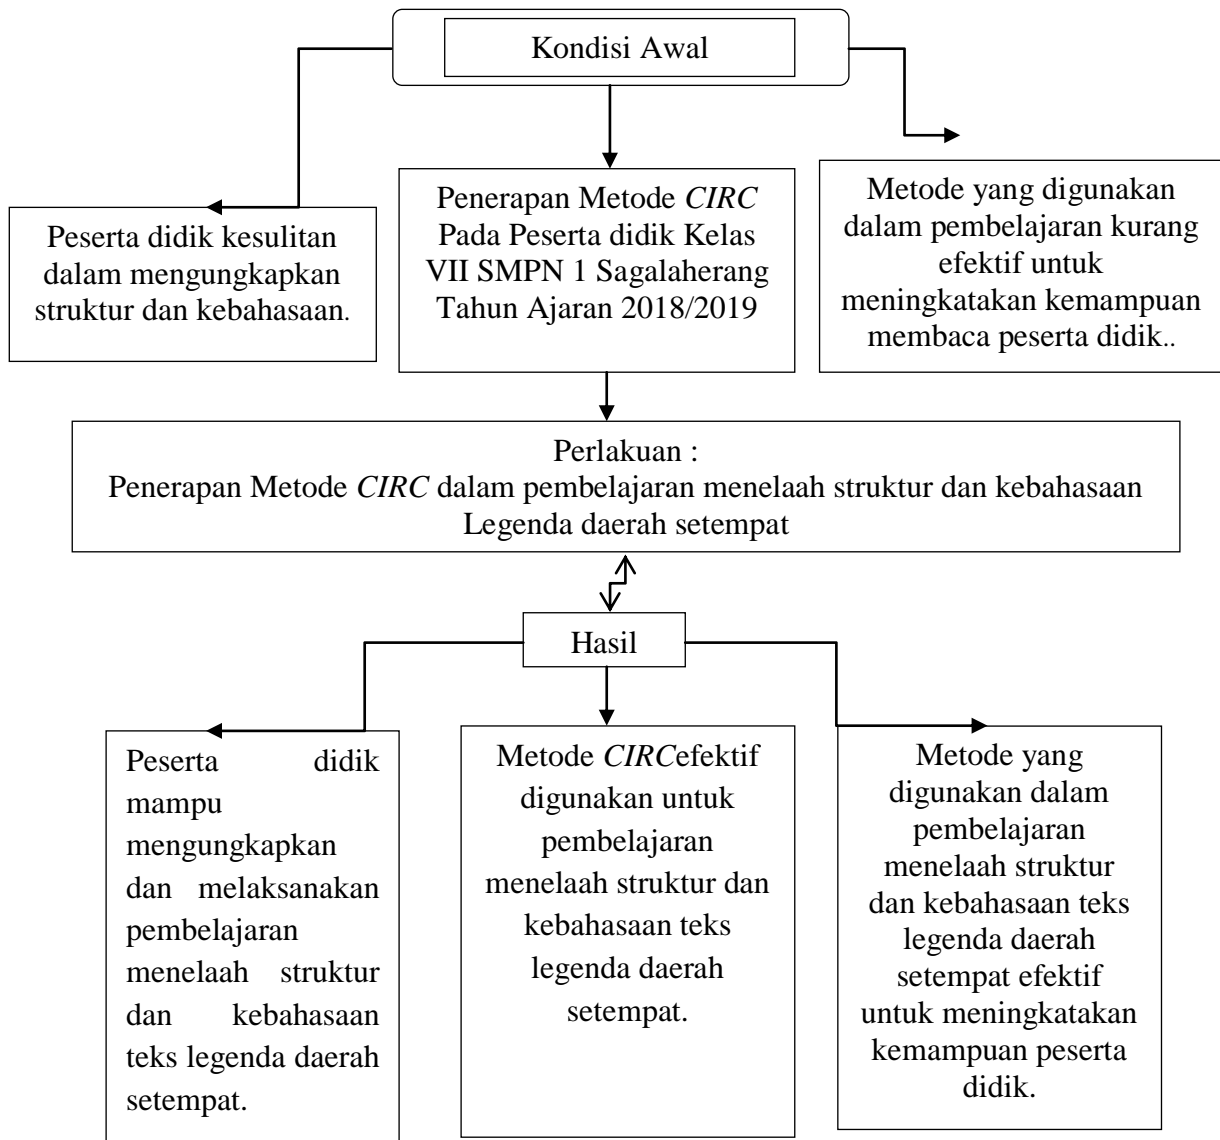 Kondisi Awal
Peserta didik kesulitan
dalam mengungkapkan
struktur dan kebahasaan.
Penerapan Metode CIRC
Pada Peserta didik Kelas
VII SMPN 1 Sagalaherang
Tahun Ajaran 2018/2019
Metode yang digunakan
dalam pembelajaran kurang
efektif untuk
meningkatakan kemampuan
membaca peserta didik..
Perlakuan :
Penerapan Metode CIRC dalam pembelajaran menelaah struktur dan kebahasaan
Legenda daerah setempat
Hasil
Peserta didik
mampu
mengungkapkan
dan melaksanakan
pembelajaran
menelaah struktur
dan kebahasaan
teks legenda daerah
setempat.
Metode CIRCefektif
digunakan untuk
pembelajaran
menelaah struktur dan
kebahasaan teks
legenda daerah
setempat.
Metode yang
digunakan dalam
pembelajaran
menelaah struktur
dan kebahasaan teks
legenda daerah
setempat efektif
untuk meningkatakan
kemampuan peserta
didik.